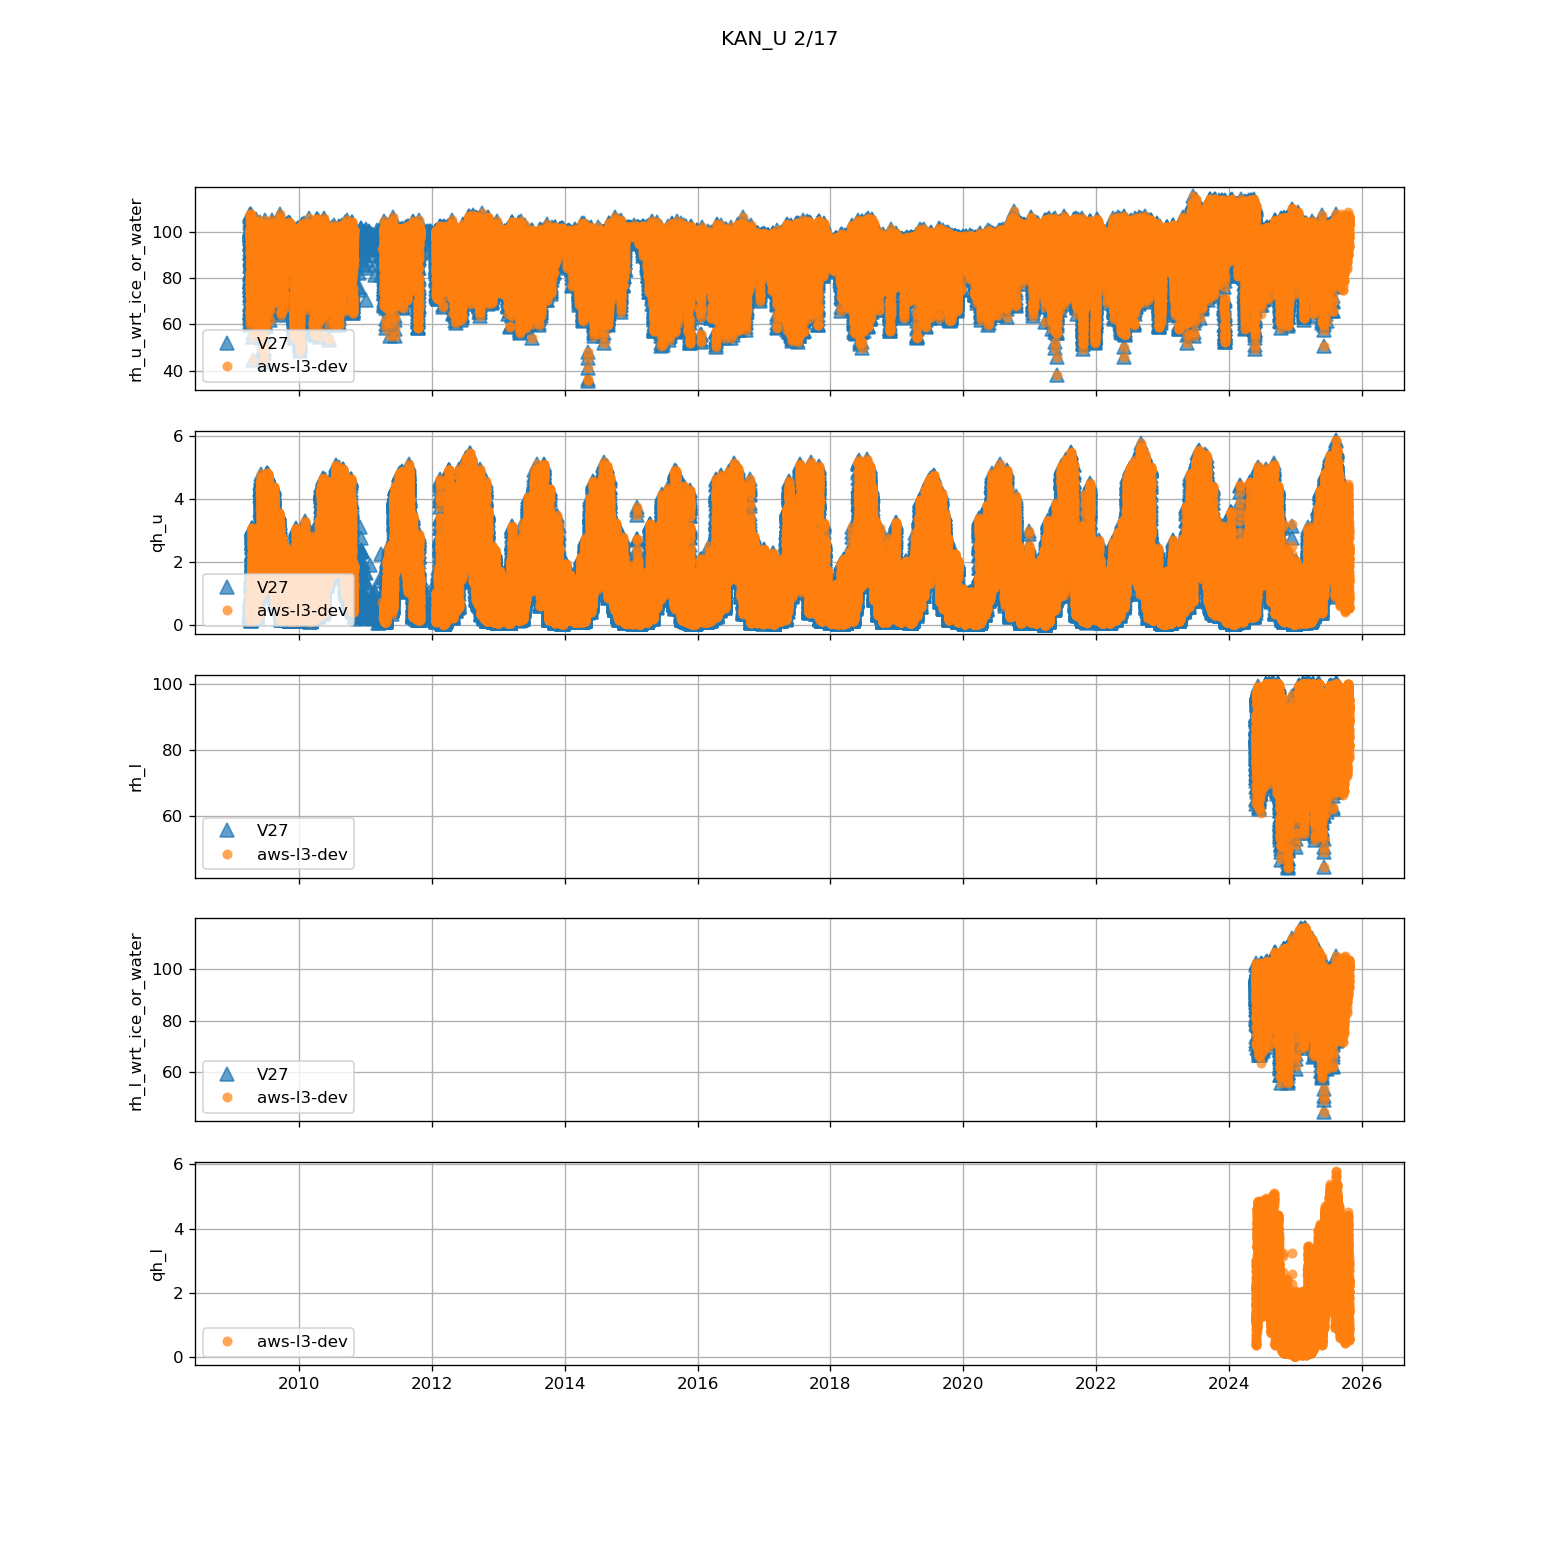 KAN_U 2/17
rh_u_wrt_ice_or_water
100
80
60
40
V27
aws-l3-dev
qh_u
6
4
2
0
V27
aws-l3-dev
rh_l
100
80
60
V27
aws-l3-dev
rh_l_wrt_ice_or_water
100
80
60
V27
aws-l3-dev
qh_l
6
4
2
0
aws-l3-dev
2010 2012 2014 2016 2018 2020 2022 2024 2026